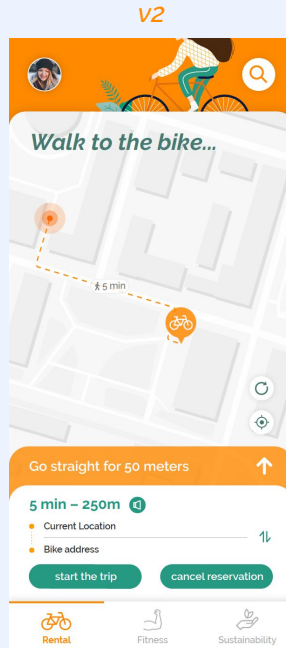 V2
Walk to the bike...
5 min
Go straight for 50 meters
5 min – 250m
Current Location
Bike address
start the trip
cancel reservation
Rental
Fitness
Sustainability